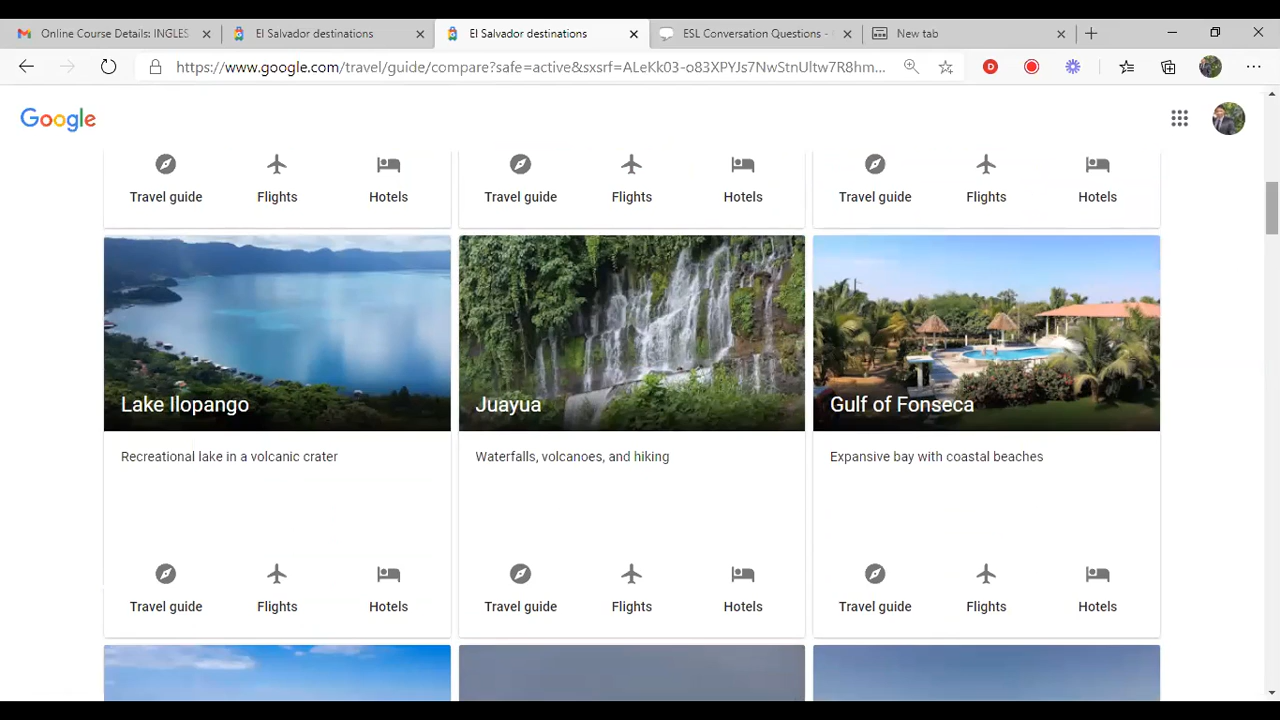 Online Course Details: INGLES
El Salvador destinations
El Salvador destinations
ESL Conversation Questions -
New tab
https://www.google.com/travel/guide/compare?safe=active&sxsrf=ALeKk03-o83XPYJs7NwStnUltw7R8hm...
D
Google
Travel guide Flights Hotels
Travel guide Flights Hotels
Travel guide Flights Hotels
Lake Ilopango
Recreational lake in a volcanic crater
Travel guide Flights Hotels
Juayua
Waterfalls, volcanoes, and hiking
Travel guide Flights Hotels
Gulf of Fonseca
Expansive bay with coastal beaches
Travel guide Flights Hotels